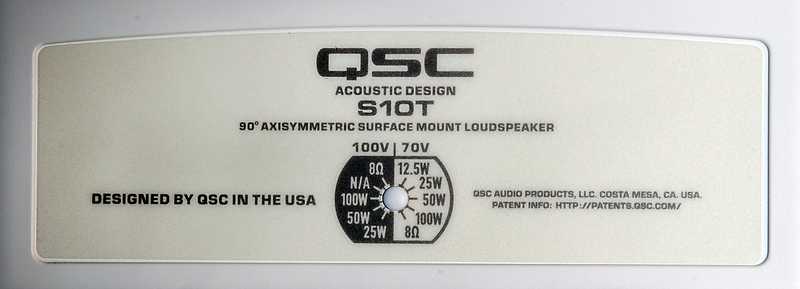 QSC
ACOUSTIC DESIGN
S10T
90° AXISYMMETRIC SURFACE MOUNT LOUDSPEAKER
100V | 70V
8Ω 12.5W
N/A 25W
100W 50W
50W 100W
25W 8Ω
DESIGNED BY QSC IN THE USA
QSC AUDIO PRODUCTS, LLC. COSTA MESA, CA. USA.
PATENT INFO: HTTP://PATENTS.QSC.COM/